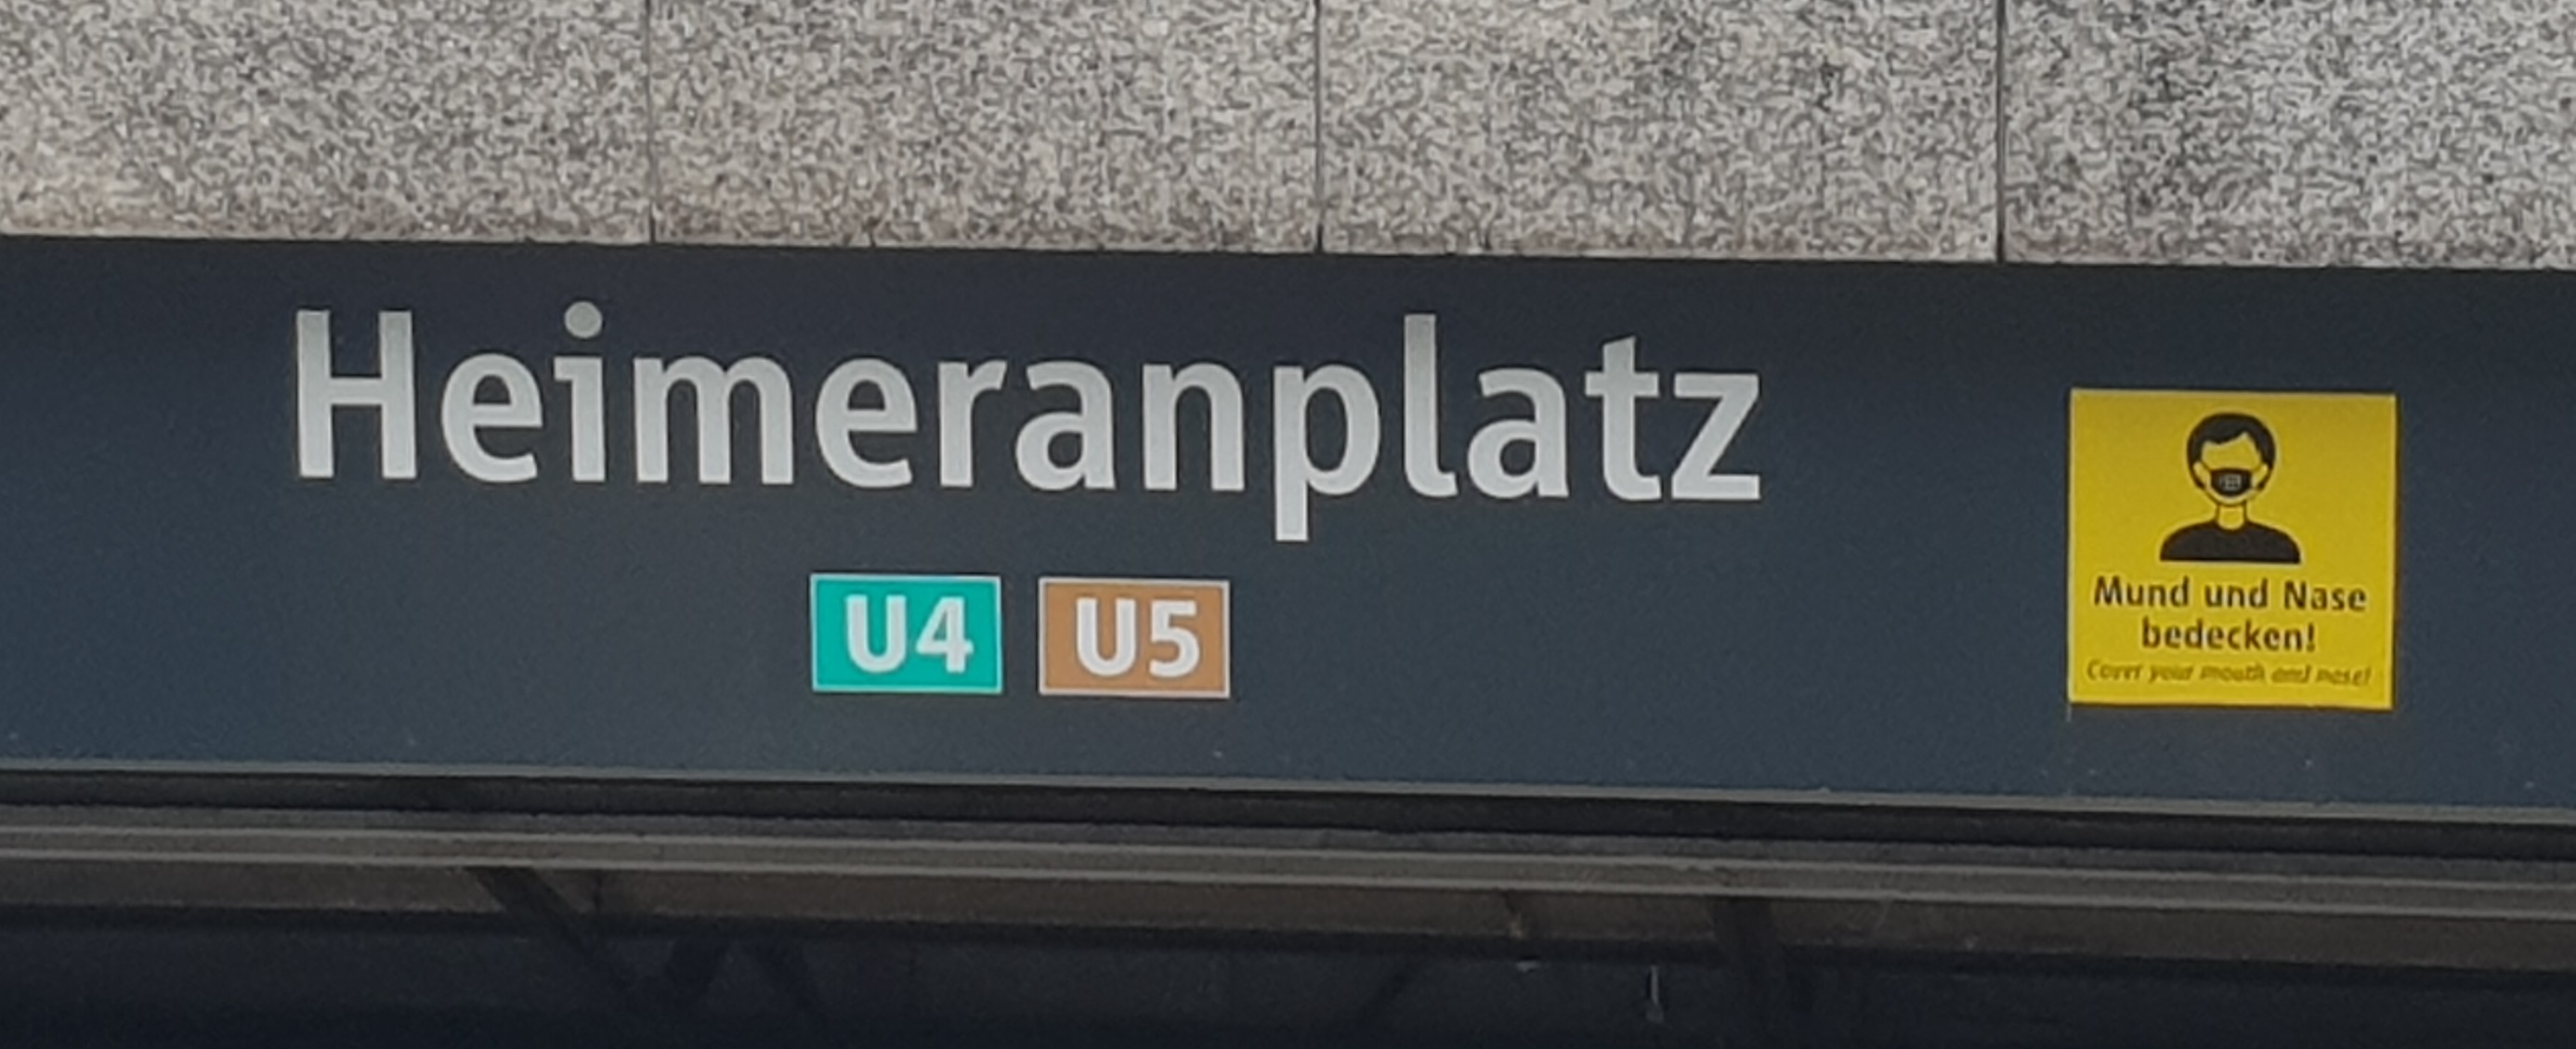 Heimeranplatz
U4 U5
Mund und Nase
bedecken!
Cover your mouth and nose!